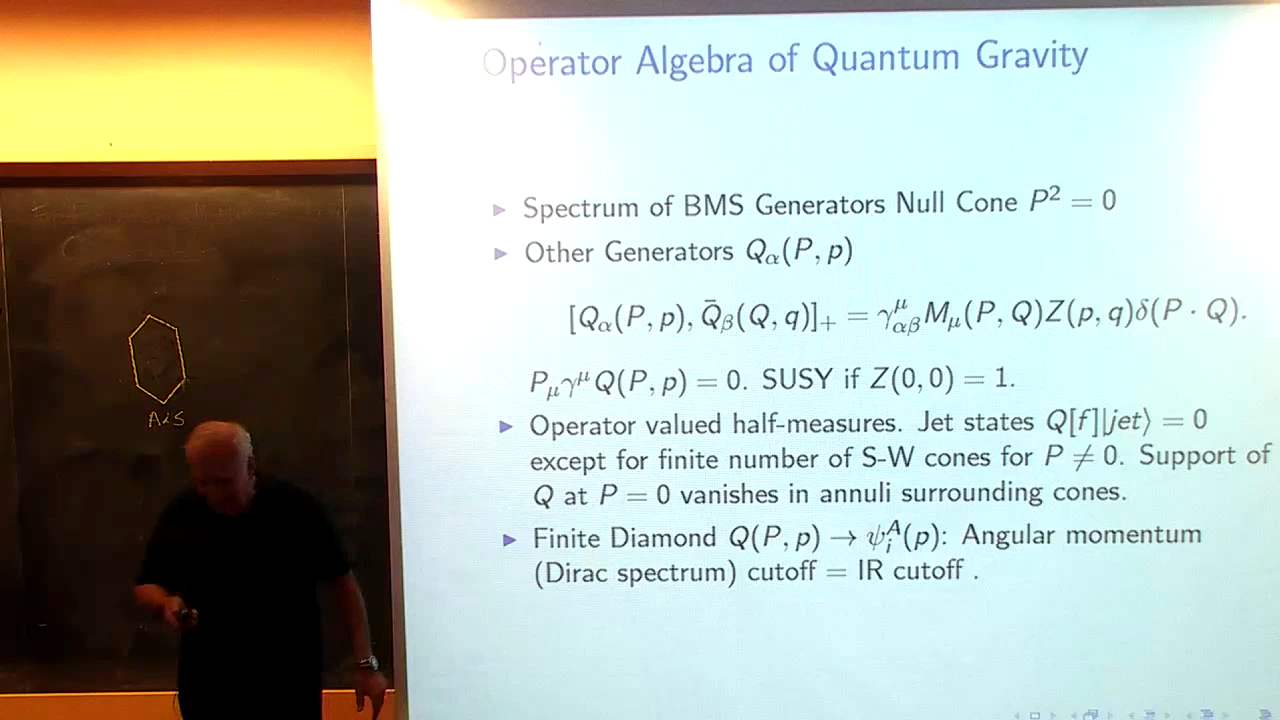 Operator Algebra of Quantum Gravity
▶ Spectrum of BMS Generators Null Cone P² = 0
▶ Other Generators Qα(P, p)
[Qα(P, p), Q̄β(Q, q)]₊ = γ^μ_αβ M_μ(P, Q)Z(p, q)δ(P · Q).
P_μγ^μQ(P, p) = 0. SUSY if Z(0, 0) = 1.
▶ Operator valued half-measures. Jet states Q[f]|jet⟩ = 0
except for finite number of S-W cones for P ≠ 0. Support of
Q at P = 0 vanishes in annuli surrounding cones.
▶ Finite Diamond Q(P, p) → ψ^A_i(p): Angular momentum
(Dirac spectrum) cutoff = IR cutoff .
AdS